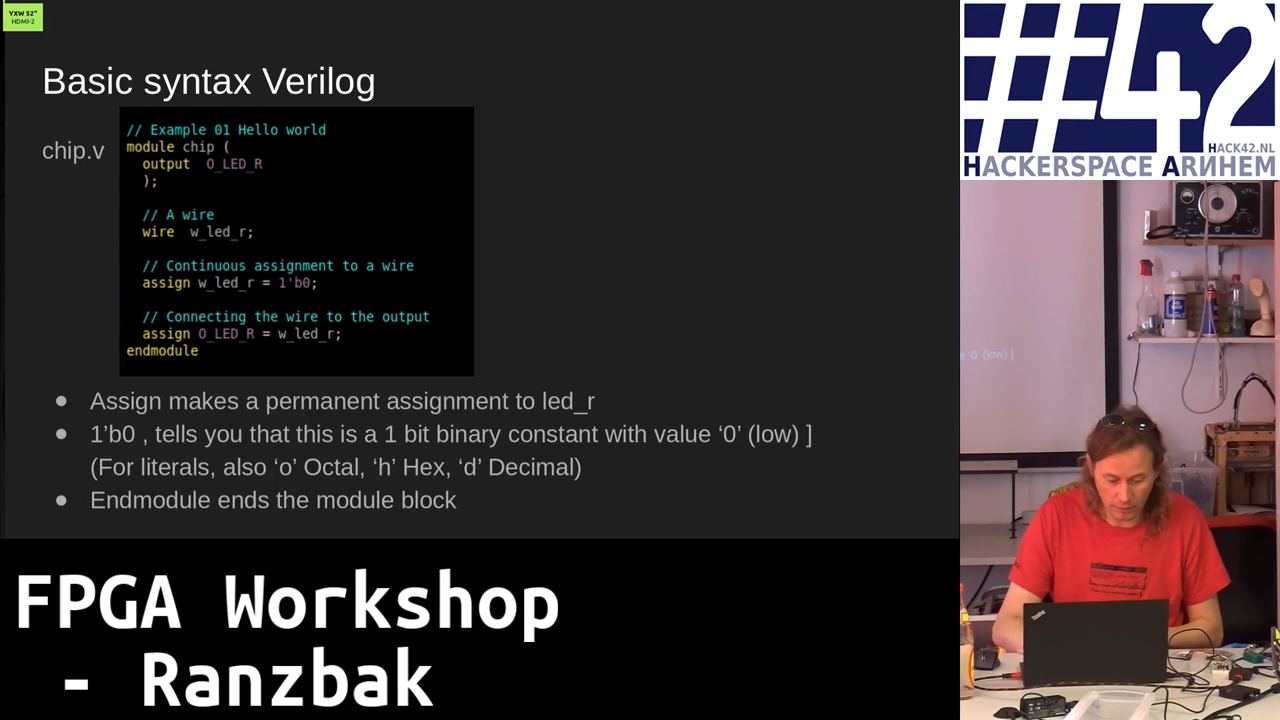 YXW 52"
HDMI-2
Basic syntax Verilog
chip.v
// Example 01 Hello world
module chip (
output O_LED_R
);
// A wire
wire w_led_r;
// Continuous assignment to a wire
assign w_led_r = 1'b0;
// Connecting the wire to the output
assign O_LED_R = w_led_r;
endmodule
● Assign makes a permanent assignment to led_r
● 1’b0 , tells you that this is a 1 bit binary constant with value ‘0’ (low) ]
(For literals, also ‘o’ Octal, ‘h’ Hex, ‘d’ Decimal)
● Endmodule ends the module block
FPGA Workshop
- Ranzbak
#42
HACK42.NL
HACKERSPACE ARИHEM
e '0' (low) ]
ThinkPad